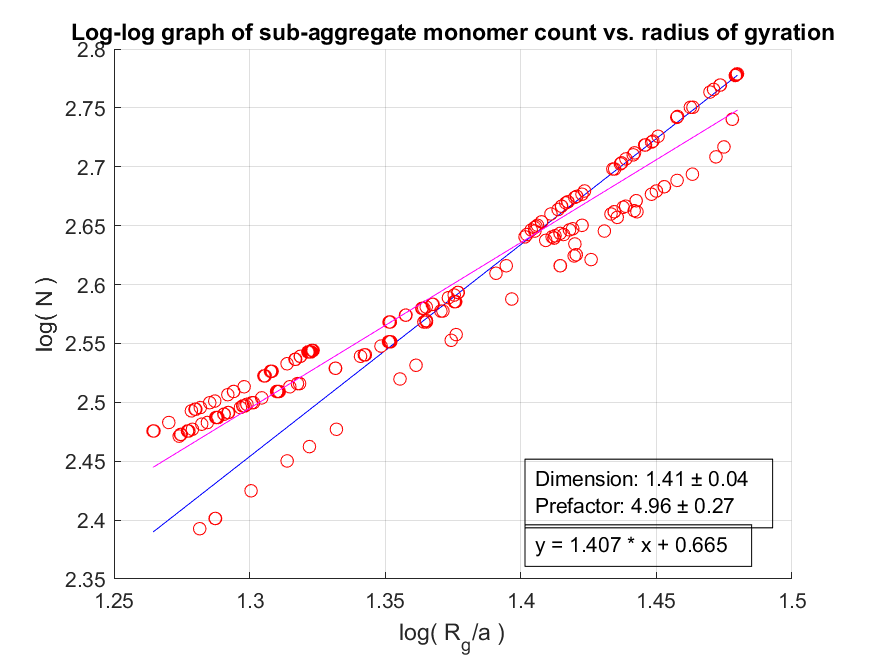 Log-log graph of sub-aggregate monomer count vs. radius of gyration
2.8
2.75
2.7
2.65
2.6
2.55
2.5
2.45
2.4
2.35
log( N )
Dimension: 1.41 ± 0.04
Prefactor: 4.96 ± 0.27
y = 1.407 * x + 0.665
1.25 1.3 1.35 1.4 1.45 1.5
log( Rg/a )